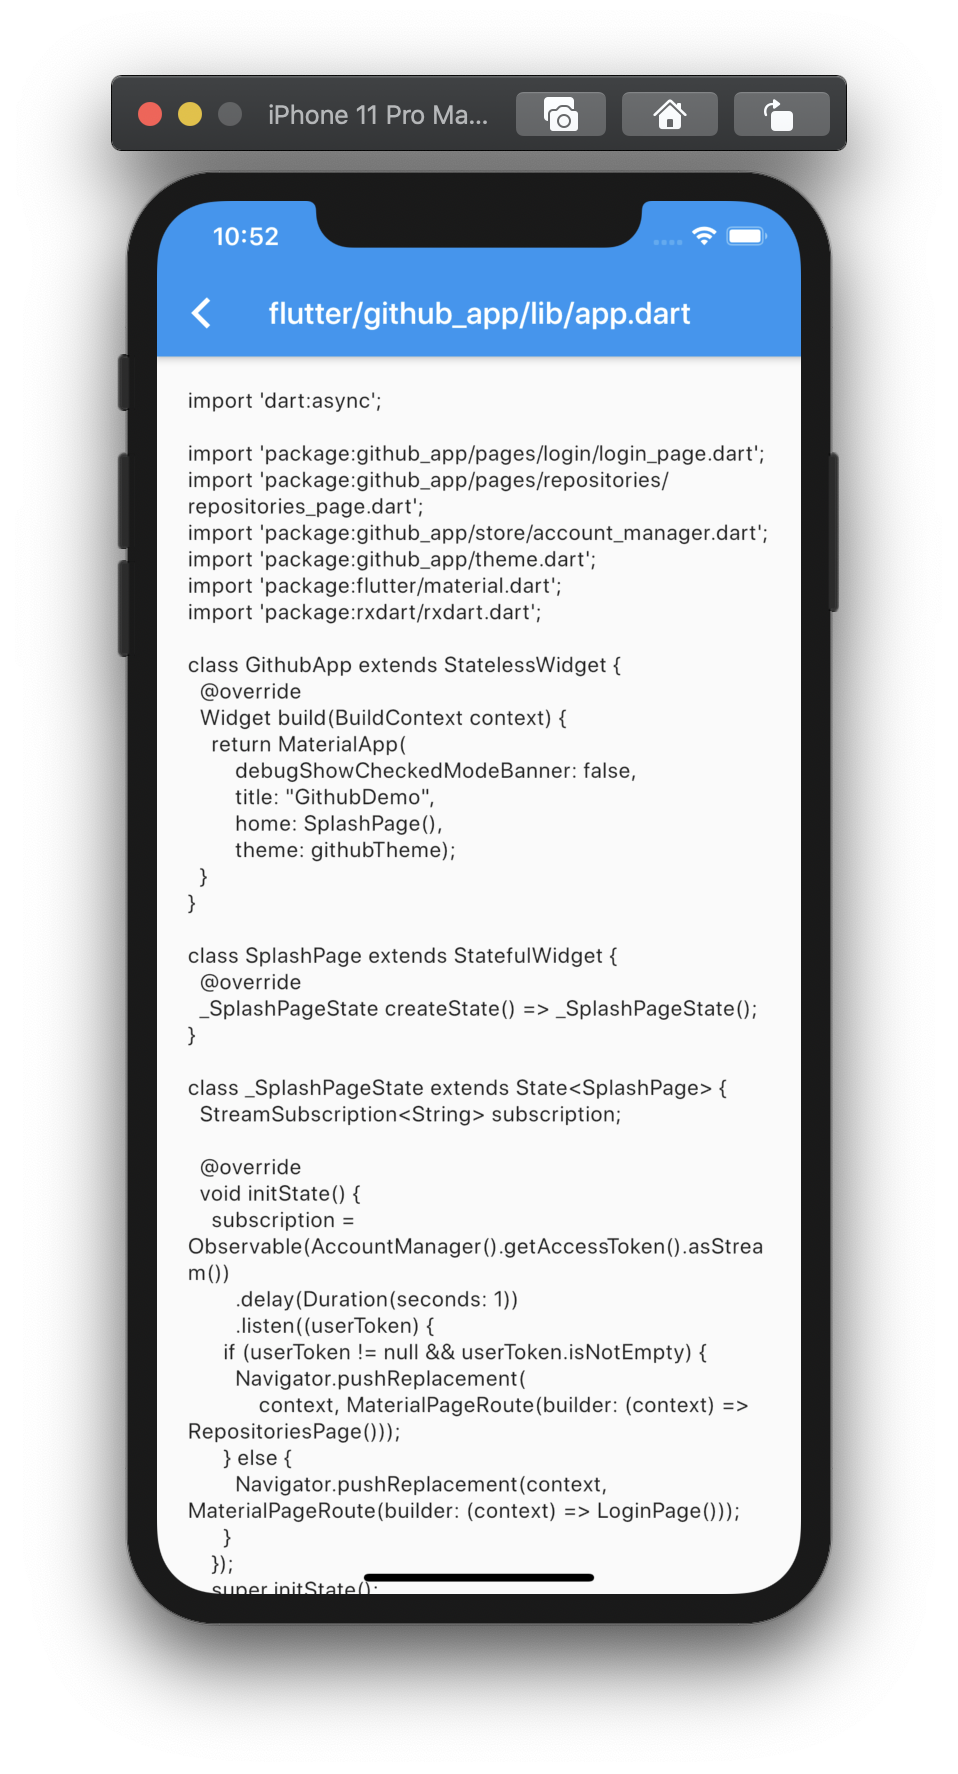 iPhone 11 Pro Ma...
10:52
flutter/github_app/lib/app.dart
import 'dart:async';
import 'package:github_app/pages/login/login_page.dart';
import 'package:github_app/pages/repositories/
repositories_page.dart';
import 'package:github_app/store/account_manager.dart';
import 'package:github_app/theme.dart';
import 'package:flutter/material.dart';
import 'package:rxdart/rxdart.dart';
class GithubApp extends StatelessWidget {
  @override
  Widget build(BuildContext context) {
    return MaterialApp(
        debugShowCheckedModeBanner: false,
        title: "GithubDemo",
        home: SplashPage(),
        theme: githubTheme);
  }
}
class SplashPage extends StatefulWidget {
  @override
  _SplashPageState createState() => _SplashPageState();
}
class _SplashPageState extends State<SplashPage> {
  StreamSubscription<String> subscription;
  @override
  void initState() {
    subscription =
Observable(AccountManager().getAccessToken().asStrea
m())
        .delay(Duration(seconds: 1))
        .listen((userToken) {
      if (userToken != null && userToken.isNotEmpty) {
        Navigator.pushReplacement(
            context, MaterialPageRoute(builder: (context) =>
RepositoriesPage()));
      } else {
        Navigator.pushReplacement(context,
MaterialPageRoute(builder: (context) => LoginPage()));
      }
    });
    super.initState();